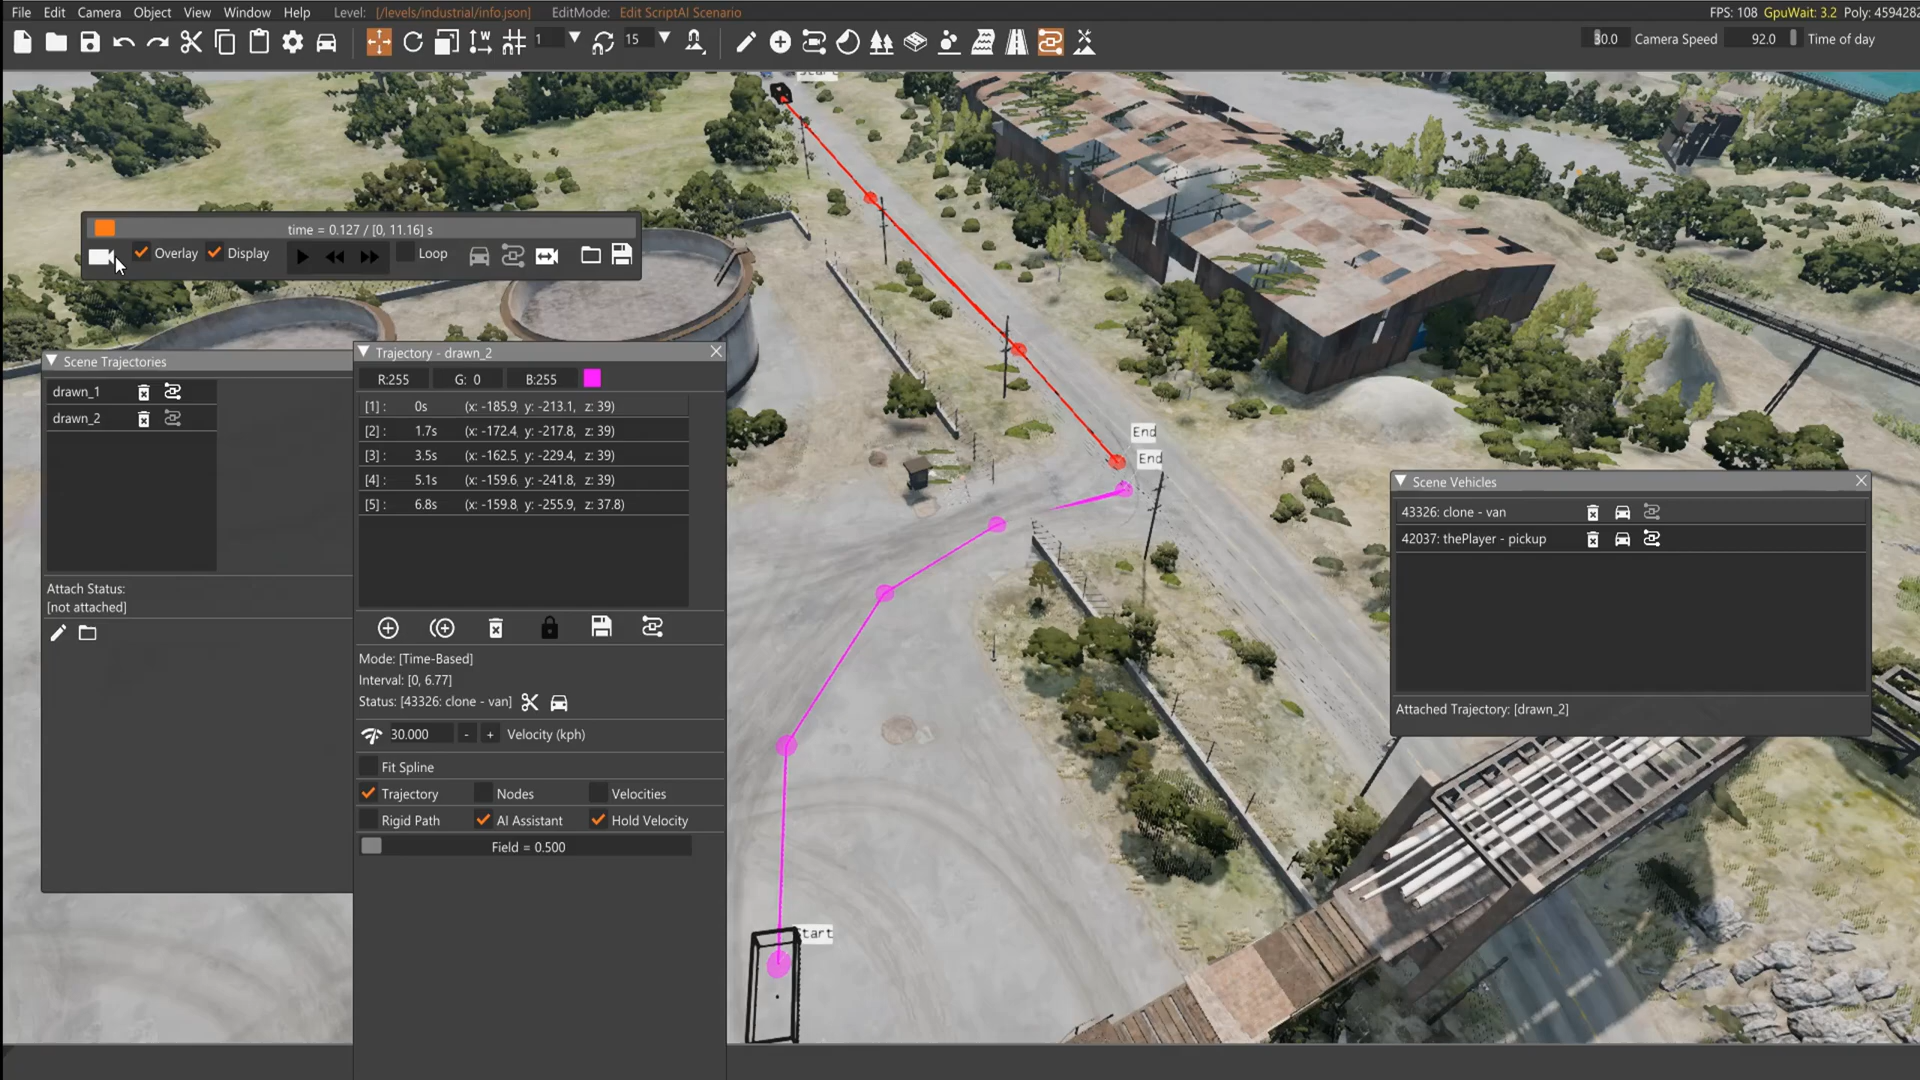 File Edit Camera Object View Window Help Level: [/levels/industrial/info.json] EditMode: Edit ScriptAI Scenario FPS: 108 GpuWait: 3.2 Poly: 4594282
1 15 30.0 Camera Speed 92.0 Time of day
Start
time = 0.127 / [0, 11.16] s
Overlay Display Loop
Scene Trajectories
drawn_1
drawn_2
Attach Status:
[not attached]
Trajectory - drawn_2
R:255 G: 0 B:255
[1] : 0s (x: -185.9, y: -213.1, z: 39)
[2] : 1.7s (x: -172.4, y: -217.8, z: 39)
[3] : 3.5s (x: -162.5, y: -229.4, z: 39)
[4] : 5.1s (x: -159.6, y: -241.8, z: 39)
[5] : 6.8s (x: -159.8, y: -255.9, z: 37.8)
Mode: [Time-Based]
Interval: [0, 6.77]
Status: [43326: clone - van]
30.000 - + Velocity (kph)
Fit Spline
Trajectory Nodes Velocities
Rigid Path AI Assistant Hold Velocity
Field = 0.500
End
End
Start
Scene Vehicles
43326: clone - van
42037: thePlayer - pickup
Attached Trajectory: [drawn_2]